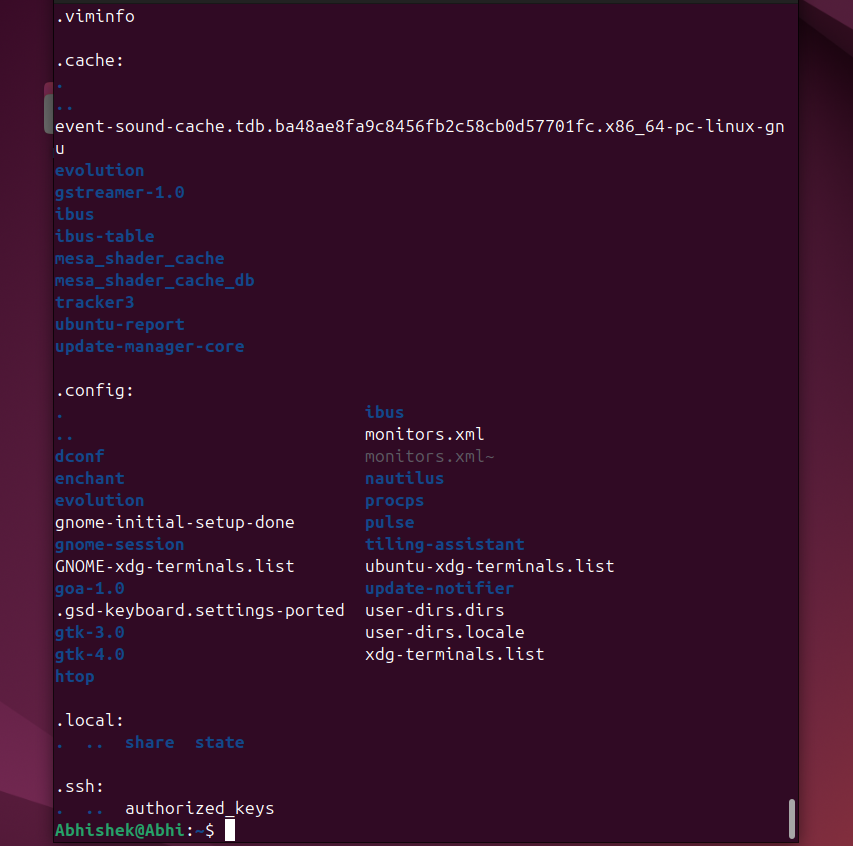 .viminfo
.cache:
.
..
event-sound-cache.tdb.ba48ae8fa9c8456fb2c58cb0d57701fc.x86_64-pc-linux-gn
u
evolution
gstreamer-1.0
ibus
ibus-table
mesa_shader_cache
mesa_shader_cache_db
tracker3
ubuntu-report
update-manager-core
.config:
. ibus
.. monitors.xml
dconf monitors.xml~
enchant nautilus
evolution procps
gnome-initial-setup-done pulse
gnome-session tiling-assistant
GNOME-xdg-terminals.list ubuntu-xdg-terminals.list
goa-1.0 update-notifier
.gsd-keyboard.settings-ported user-dirs.dirs
gtk-3.0 user-dirs.locale
gtk-4.0 xdg-terminals.list
htop
.local:
. .. share state
.ssh:
. .. authorized_keys
Abhishek@Abhi:~$